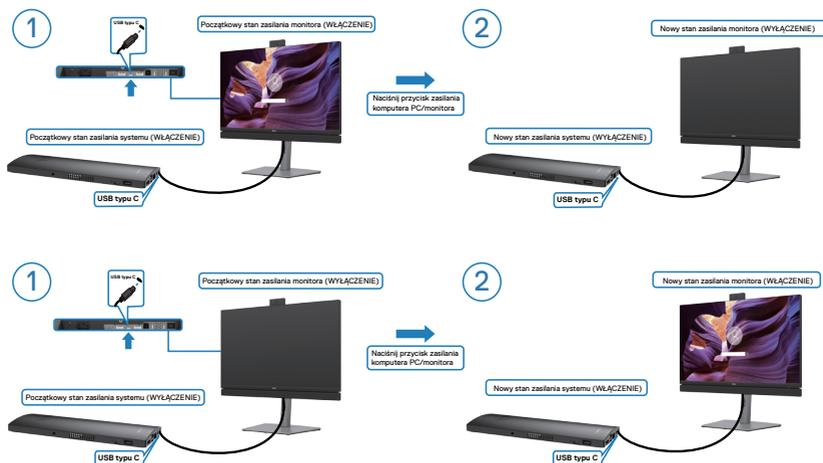 1
USB typu C
Początkowy stan zasilania monitora (WŁĄCZENIE)
Początkowy stan zasilania systemu (WŁĄCZENIE)
USB typu C
Naciśnij przycisk zasilania
komputera PC/monitora
2
Nowy stan zasilania monitora (WYŁĄCZENIE)
Nowy stan zasilania systemu (WYŁĄCZENIE)
USB typu C
1
USB typu C
Początkowy stan zasilania monitora (WYŁĄCZENIE)
Początkowy stan zasilania systemu (WYŁĄCZENIE)
USB typu C
Naciśnij przycisk zasilania
komputera PC/monitora
2
Nowy stan zasilania monitora (WŁĄCZENIE)
Nowy stan zasilania systemu (WŁĄCZENIE)
USB typu C